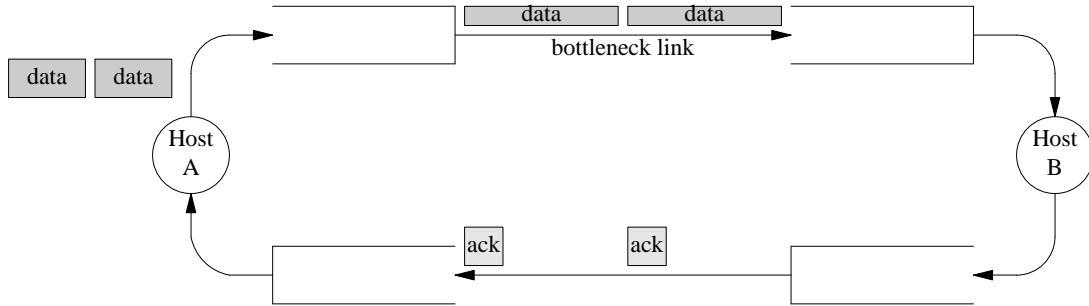 data data
bottleneck link
data data
Host
A
Host
B
ack ack